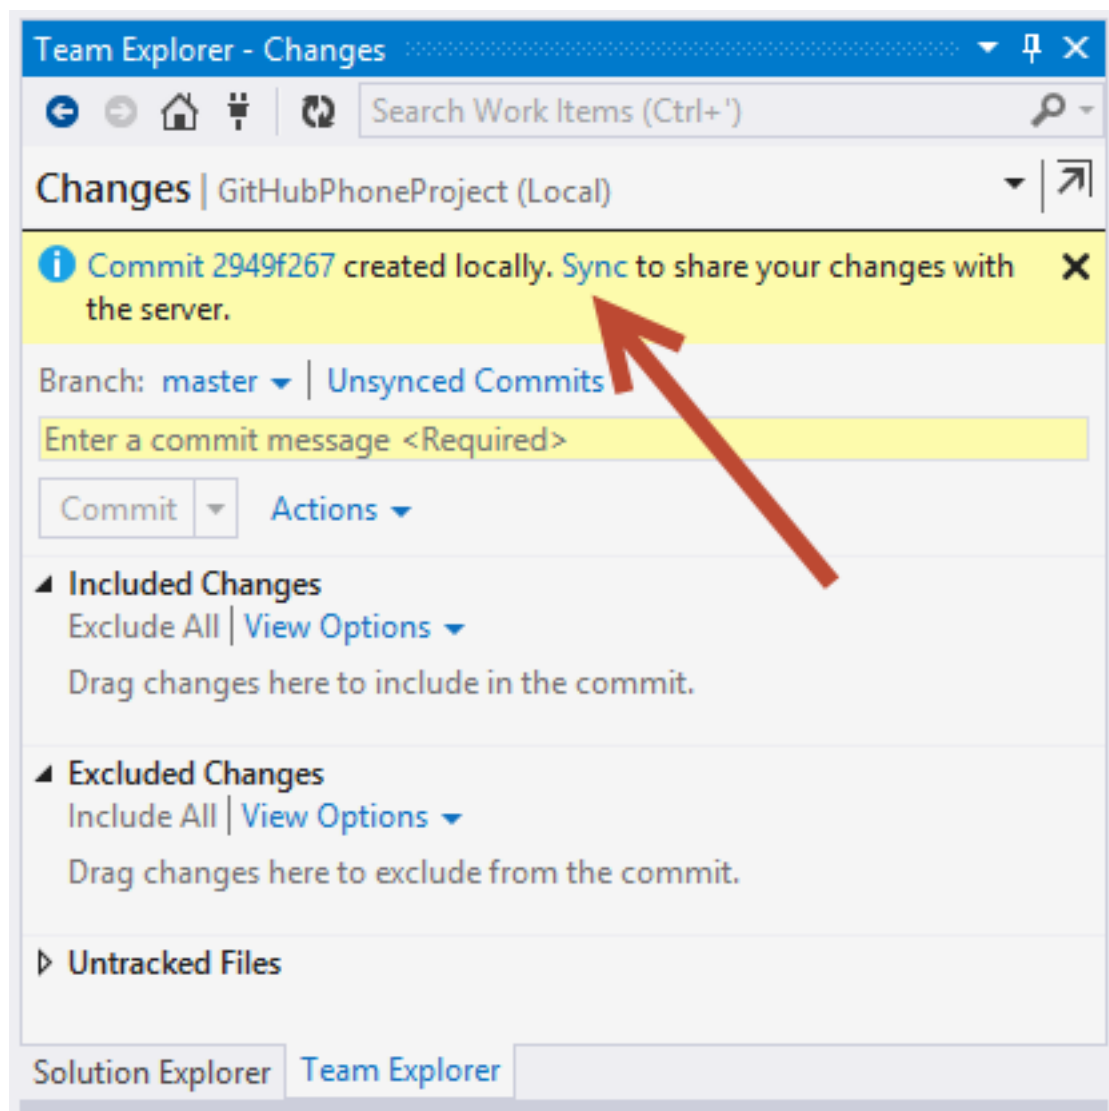 Team Explorer - Changes
Search Work Items (Ctrl+')
Changes | GitHubPhoneProject (Local)
Commit 2949f267 created locally. Sync to share your changes with
the server.
Branch: master | Unsynced Commits
Enter a commit message <Required>
Commit Actions
Included Changes
Exclude All | View Options
Drag changes here to include in the commit.
Excluded Changes
Include All | View Options
Drag changes here to exclude from the commit.
Untracked Files
Solution Explorer Team Explorer